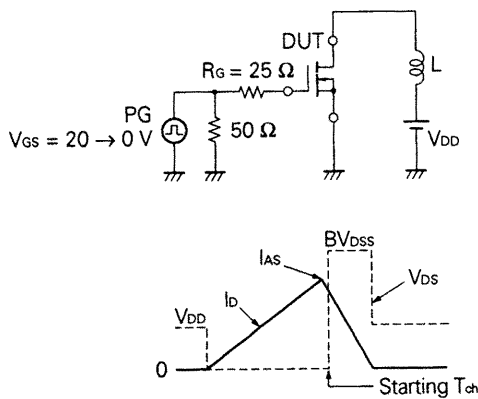 DUT
RG = 25 Ω
L
PG
VGS = 20 → 0 V
50 Ω
VDD
BVDSS
IAS
VDS
ID
VDD
0
Starting Tch